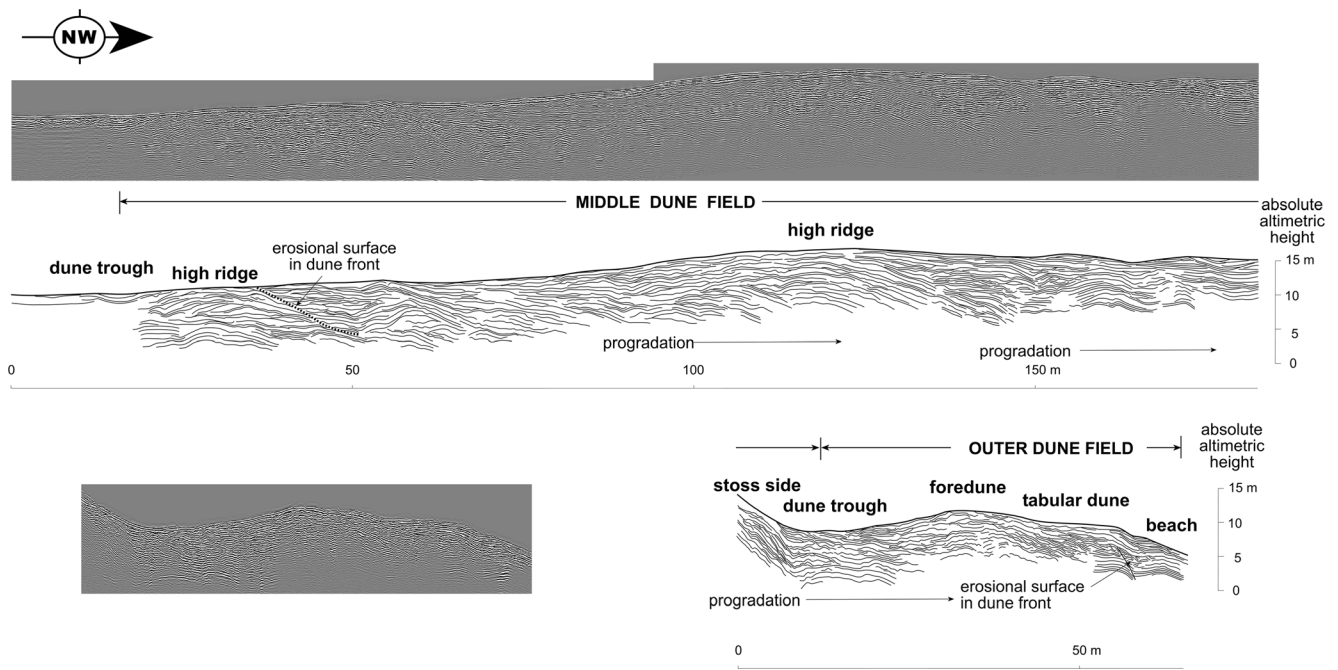 NW
MIDDLE DUNE FIELD
absolute
altimetric
height
high ridge
erosional surface
in dune front
dune trough
high ridge
15 m
10
5
0
progradation
progradation
0
50
100
150 m
OUTER DUNE FIELD
absolute
altimetric
height
stoss side
dune trough
foredune
tabular dune
beach
15 m
10
5
0
progradation
erosional surface
in dune front
0
50 m